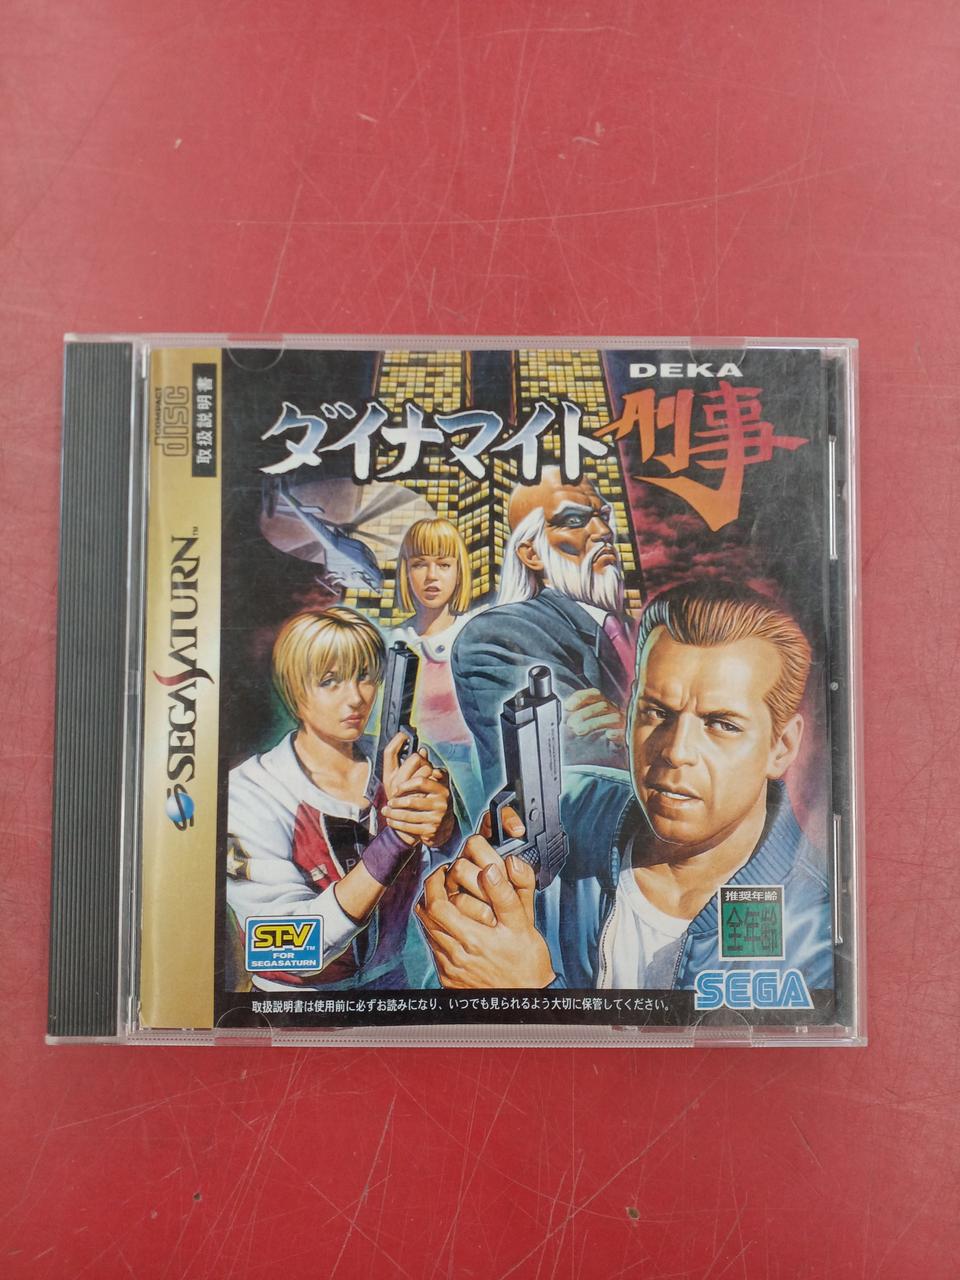 COMPACT
disc
取扱説明書
SEGA SATURN™
DEKA
ダイナマイト刑事
ST-V™
FOR
SEGASATURN
推奨年齢
全年齢
SEGA
取扱説明書は使用前に必ずお読みになり、いつでも見られるよう大切に保管してください。